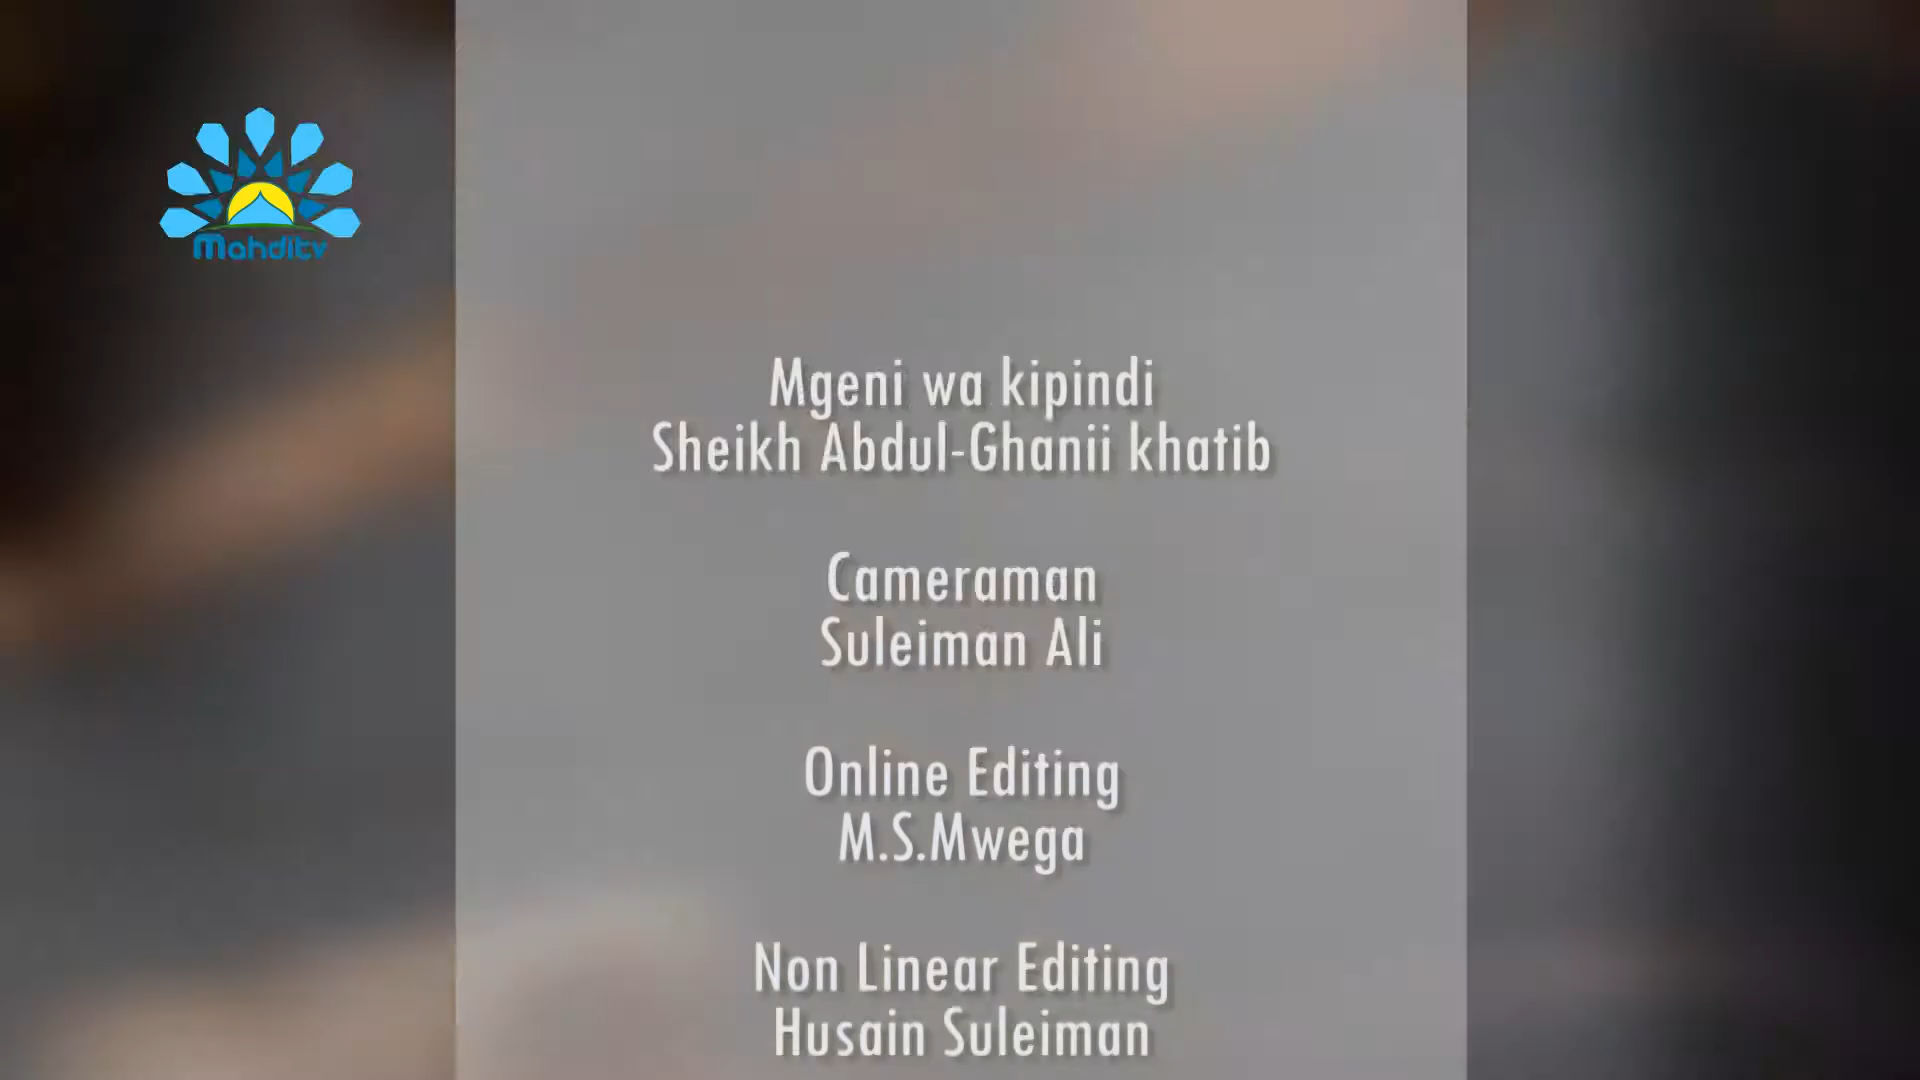 Mahditv
Mgeni wa kipindi
Sheikh Abdul-Ghanii khatib
Cameraman
Suleiman Ali
Online Editing
M.S.Mwega
Non Linear Editing
Husain Suleiman